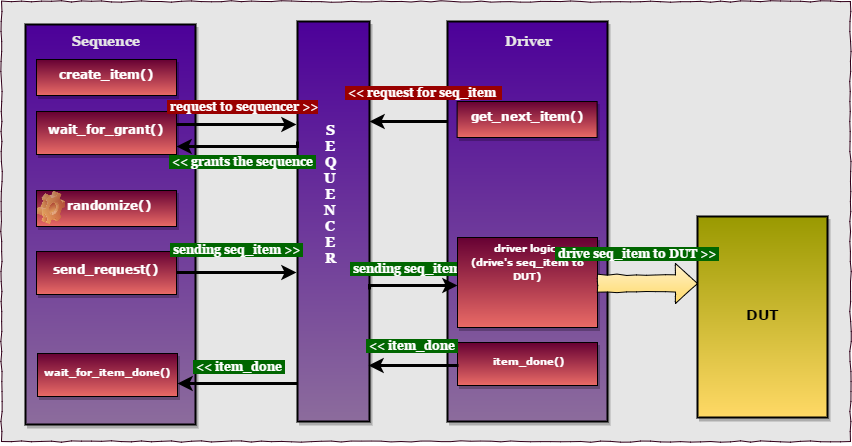 Sequence
create_item()
request to sequencer >>
wait_for_grant()
<< grants the sequence
randomize()
sending seq_item >>
send_request()
<< item_done
wait_for_item_done()
SEQUENCER
Driver
<< request for seq_item
get_next_item()
sending seq_item
driver logic
(drive's seq_item to
DUT)
drive seq_item to DUT >>
<< item_done
item_done()
DUT